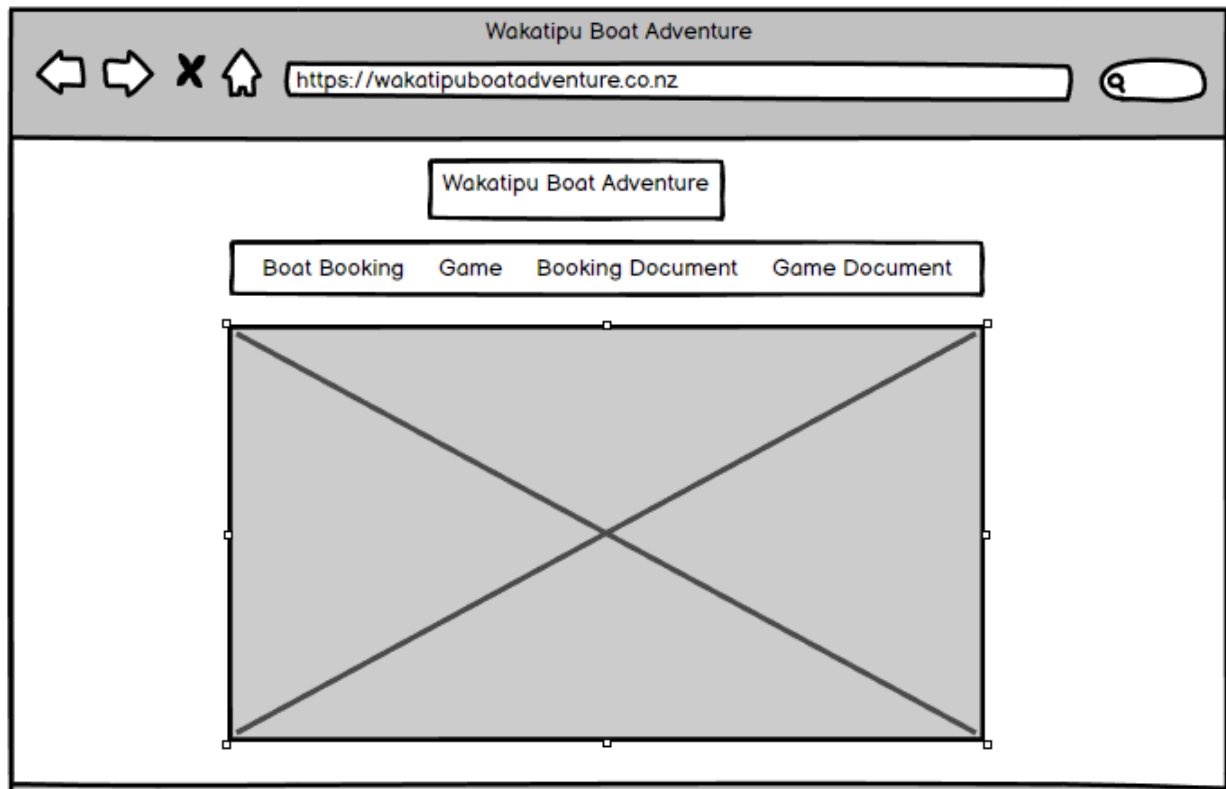 Wakatipu Boat Adventure
https://wakatipuboatadventure.co.nz
Wakatipu Boat Adventure
Boat Booking Game Booking Document Game Document